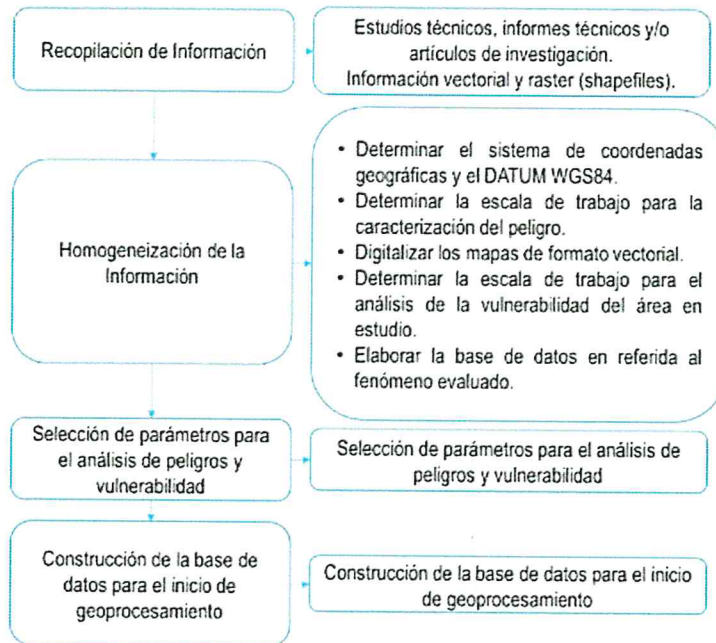 Recopilación de Información
Estudios técnicos, informes técnicos y/o
artículos de investigación.
Información vectorial y raster (shapefiles).
Homogeneización de la
Información
• Determinar el sistema de coordenadas
geográficas y el DATUM WGS84.
• Determinar la escala de trabajo para la
caracterización del peligro.
• Digitalizar los mapas de formato vectorial.
• Determinar la escala de trabajo para el
análisis de la vulnerabilidad del área en
estudio.
• Elaborar la base de datos en referida al
fenómeno evaluado.
Selección de parámetros para
el análisis de peligros y
vulnerabilidad
Selección de parámetros para el análisis de
peligros y vulnerabilidad
Construcción de la base de
datos para el inicio de
geoprocesamiento
Construcción de la base de datos para el inicio
de geoprocesamiento